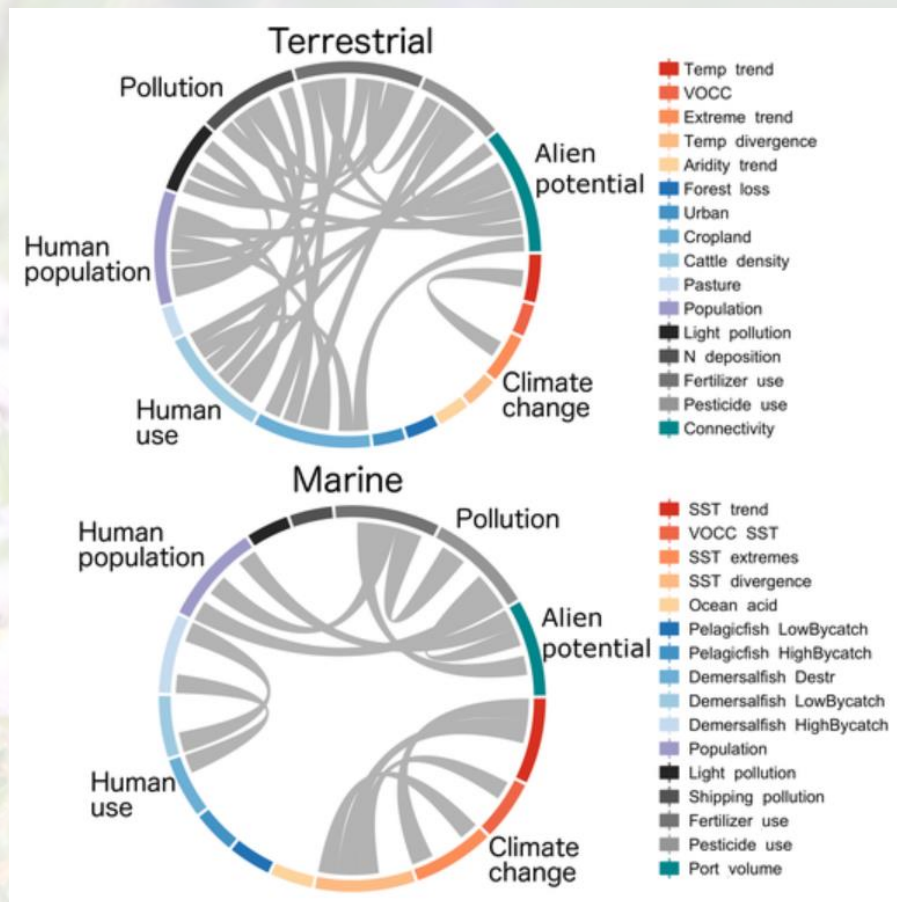 Terrestrial
Pollution
Alien
potential
Human
population
Human
use
Climate
change
Temp trend
VOCC
Extreme trend
Temp divergence
Aridity trend
Forest loss
Urban
Cropland
Cattle density
Pasture
Population
Light pollution
N deposition
Fertilizer use
Pesticide use
Connectivity
Marine
Human
population
Pollution
Alien
potential
Human
use
Climate
change
SST trend
VOCC SST
SST extremes
SST divergence
Ocean acid
Pelagicfish LowBycatch
Pelagicfish HighBycatch
Demersalfish Destr
Demersalfish LowBycatch
Demersalfish HighBycatch
Population
Light pollution
Shipping pollution
Fertilizer use
Pesticide use
Port volume